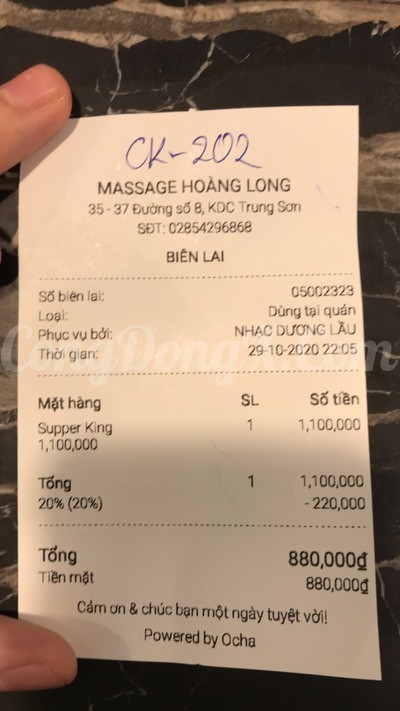 CK-202
MASSAGE HOÀNG LONG
35 - 37 Đường số 8, KDC Trung Sơn
SĐT: 02854296868
BIÊN LAI
Số biên lai: 05002323
Loại: Dùng tại quán
Phục vụ bởi: NHẠC DƯƠNG LẦU
Thời gian: 29-10-2020 22:05
Mặt hàng SL Số tiền
Supper King 1 1,100,000
1,100,000
Tổng 1 1,100,000
20% (20%) - 220,000
Tổng 880,000₫
Tiền mặt 880,000₫
Cảm ơn & chúc bạn một ngày tuyệt vời!
Powered by Ocha